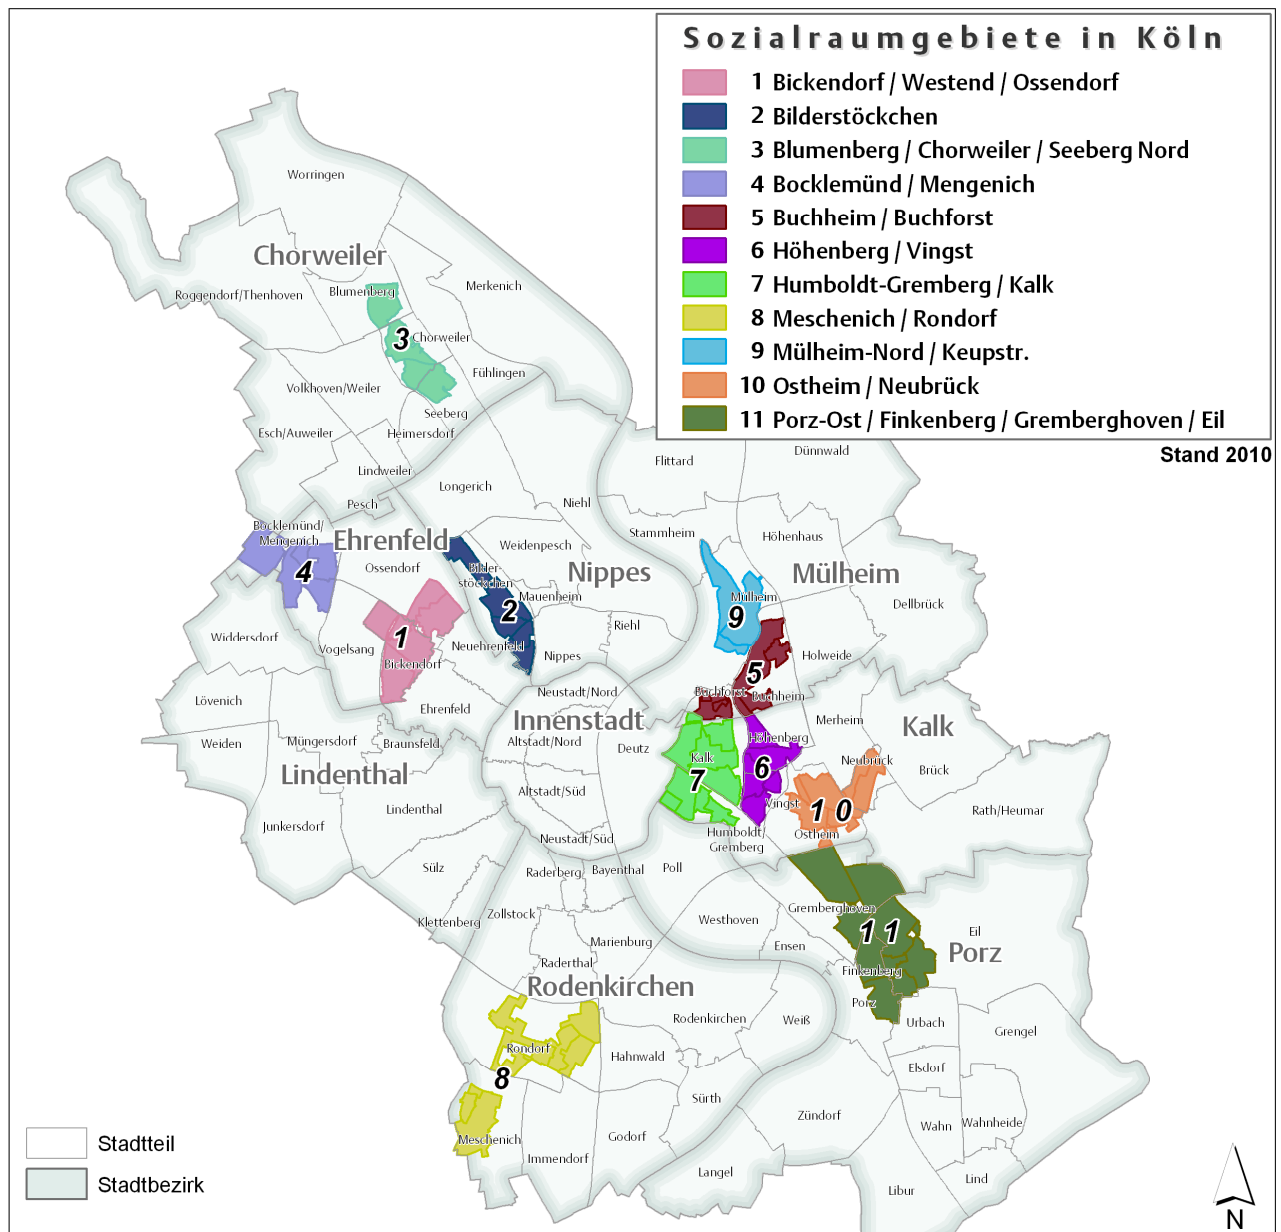 Sozialraumgebiete in Köln
1 Bickendorf / Westend / Ossendorf
2 Bilderstöckchen
3 Blumenberg / Chorweiler / Seeberg Nord
4 Bocklemünd / Mengenich
5 Buchheim / Buchforst
6 Höhenberg / Vingst
7 Humboldt-Gremberg / Kalk
8 Meschenich / Rondorf
9 Mülheim-Nord / Keupstr.
10 Ostheim / Neubrück
11 Porz-Ost / Finkenberg / Gremberghoven / Eil
Stand 2010
Worringen
Chorweiler
Roggendorf/Thenhoven
Blumenberg
Merkenich
3
Chorweiler
Fühlingen
Volkhoven/Weiler
Seeberg
Esch/Auweiler
Heimersdorf
Lindweiler
Pesch
Longerich
Niehl
Flittard
Dünnwald
Stammheim
Höhenhaus
Bocklemünd/
Mengenich
4
Ehrenfeld
Ossendorf
Weidenpesch
Nippes
Bilder-
stöckchen
2
Mauenheim
Mülheim
Mülheim
9
Dellbrück
Widdersdorf
Vogelsang
1
Bickendorf
Neuehrenfeld
Nippes
Riehl
Holweide
5
Buchforst
Buchheim
Lövenich
Ehrenfeld
Neustadt/Nord
Innenstadt
Weiden
Müngersdorf
Braunsfeld
Altstadt/Nord
Deutz
Kalk
7
Höhenberg
6
Merheim
Kalk
Neubrück
Brück
Lindenthal
Lindenthal
Altstadt/Süd
Vingst
10
Rath/Heumar
Junkersdorf
Neustadt/Süd
Humboldt/
Gremberg
Ostheim
Sülz
Raderberg
Bayenthal
Poll
Klettenberg
Zollstock
Marienburg
Westhoven
Gremberghoven
11
Eil
Porz
Ensen
Raderthal
Finkenberg
Rodenkirchen
Porz
Rodenkirchen
Weiß
Urbach
Grengel
Rondorf
Hahnwald
8
Elsdorf
Sürth
Zündorf
Wahn
Wahnheide
Meschenich
Godorf
Immendorf
Langel
Libur
Lind
Stadtteil
Stadtbezirk
N